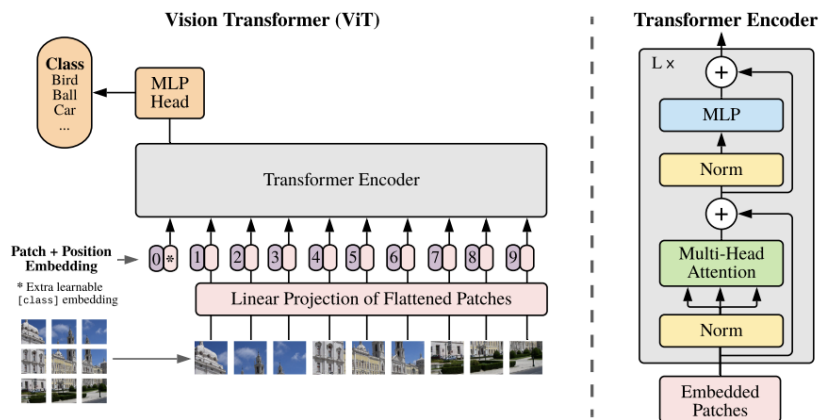 Vision Transformer (ViT)
Class
Bird
Ball
Car
...
MLP
Head
Transformer Encoder
Patch + Position
Embedding
0 * 1 2 3 4 5 6 7 8 9
* Extra learnable
[class] embedding
Linear Projection of Flattened Patches
Transformer Encoder
L ×
+
MLP
Norm
+
Multi-Head
Attention
Norm
Embedded
Patches